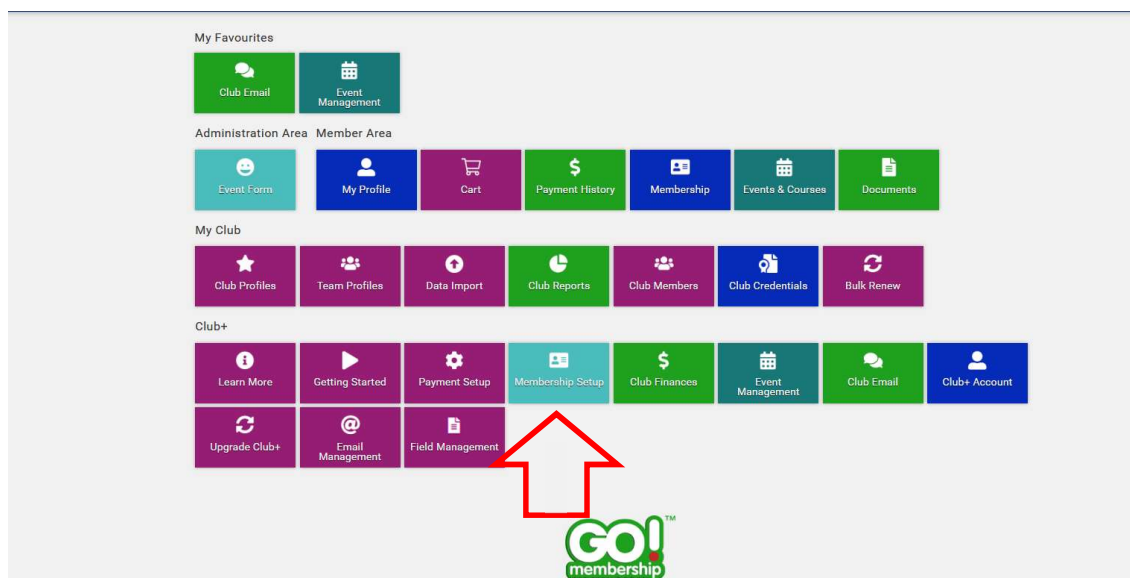 My Favourites
Club Email
Event
Management
Administration Area Member Area
Event Form
My Profile
Cart
Payment History
Membership
Events & Courses
Documents
My Club
Club Profiles
Team Profiles
Data Import
Club Reports
Club Members
Club Credentials
Bulk Renew
Club+
Learn More
Getting Started
Payment Setup
Membership Setup
Club Finances
Event
Management
Club Email
Club+ Account
Upgrade Club+
Email
Management
Field Management
GO!™
membership